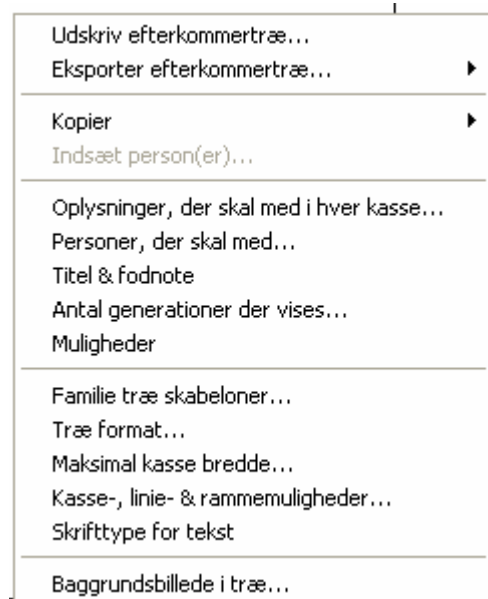 Udskriv efterkommertræ...
Eksporter efterkommertræ...
Kopier
Indsæt person(er)...
Oplysninger, der skal med i hver kasse...
Personer, der skal med...
Titel & fodnote
Antal generationer der vises...
Muligheder
Familie træ skabeloner...
Træ format...
Maksimal kasse bredde...
Kasse-, linie- & rammemuligheder...
Skrifttype for tekst
Baggrundsbillede i træ...